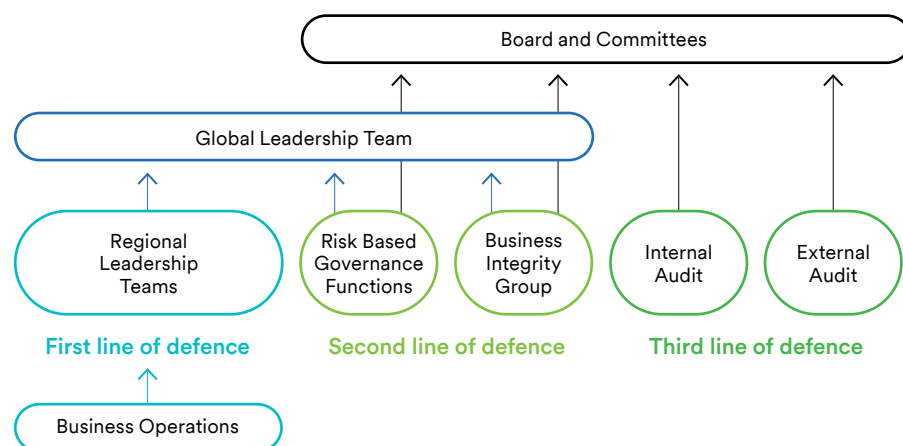 Board and Committees
Global Leadership Team
Regional
Leadership
Teams
Risk Based
Governance
Functions
Business
Integrity
Group
Internal
Audit
External
Audit
First line of defence
Second line of defence
Third line of defence
Business Operations